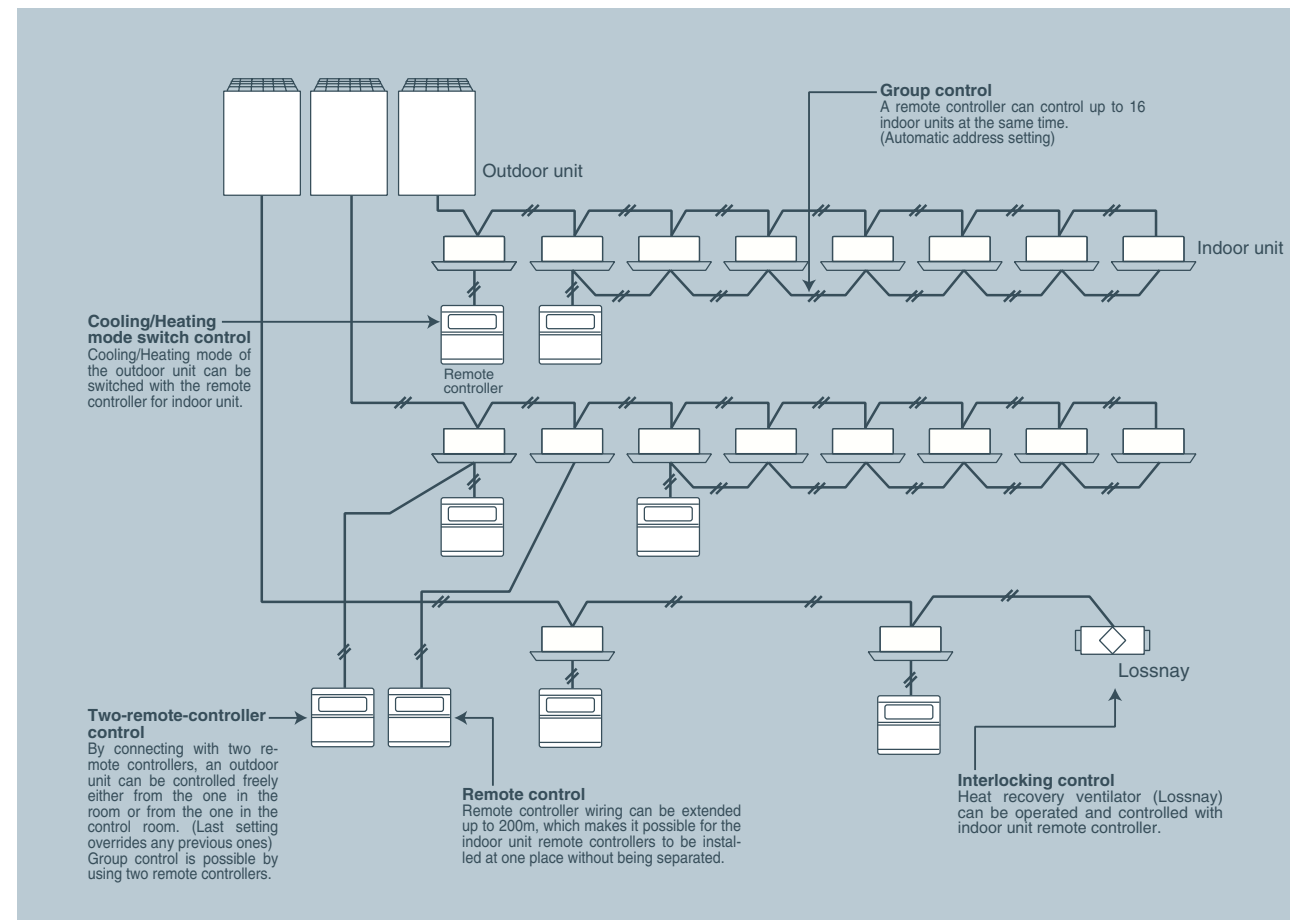 Group control
A remote controller can control up to 16
indoor units at the same time.
(Automatic address setting)
Outdoor unit
Indoor unit
Cooling/Heating
mode switch control
Cooling/Heating mode of
the outdoor unit can be
switched with the remote
controller for indoor unit.
Remote
controller
Lossnay
Two-remote-controller
control
By connecting with two re-
mote controllers, an outdoor
unit can be controlled freely
either from the one in the
room or from the one in the
control room. (Last setting
overrides any previous ones)
Group control is possible by
using two remote controllers.
Remote control
Remote controller wiring can be extended
up to 200m, which makes it possible for the
indoor unit remote controllers to be instal-
led at one place without being separated.
Interlocking control
Heat recovery ventilator (Lossnay)
can be operated and controlled with
indoor unit remote controller.